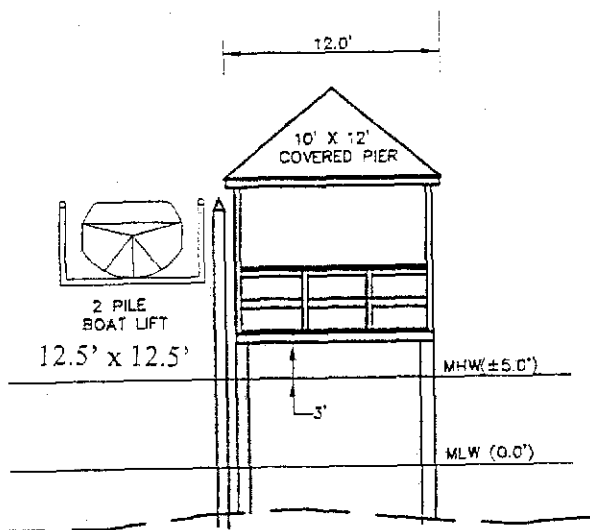 12.0'
10' X 12'
COVERED PIER
2 PILE
BOAT LIFT
12.5' x 12.5'
MHW(±5.0')
3'
MLW (0.0')